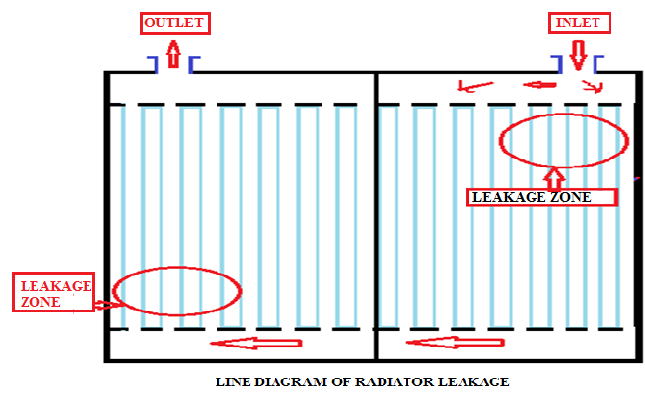 OUTLET
INLET
LEAKAGE ZONE
LEAKAGE
ZONE
LINE DIAGRAM OF RADIATOR LEAKAGE